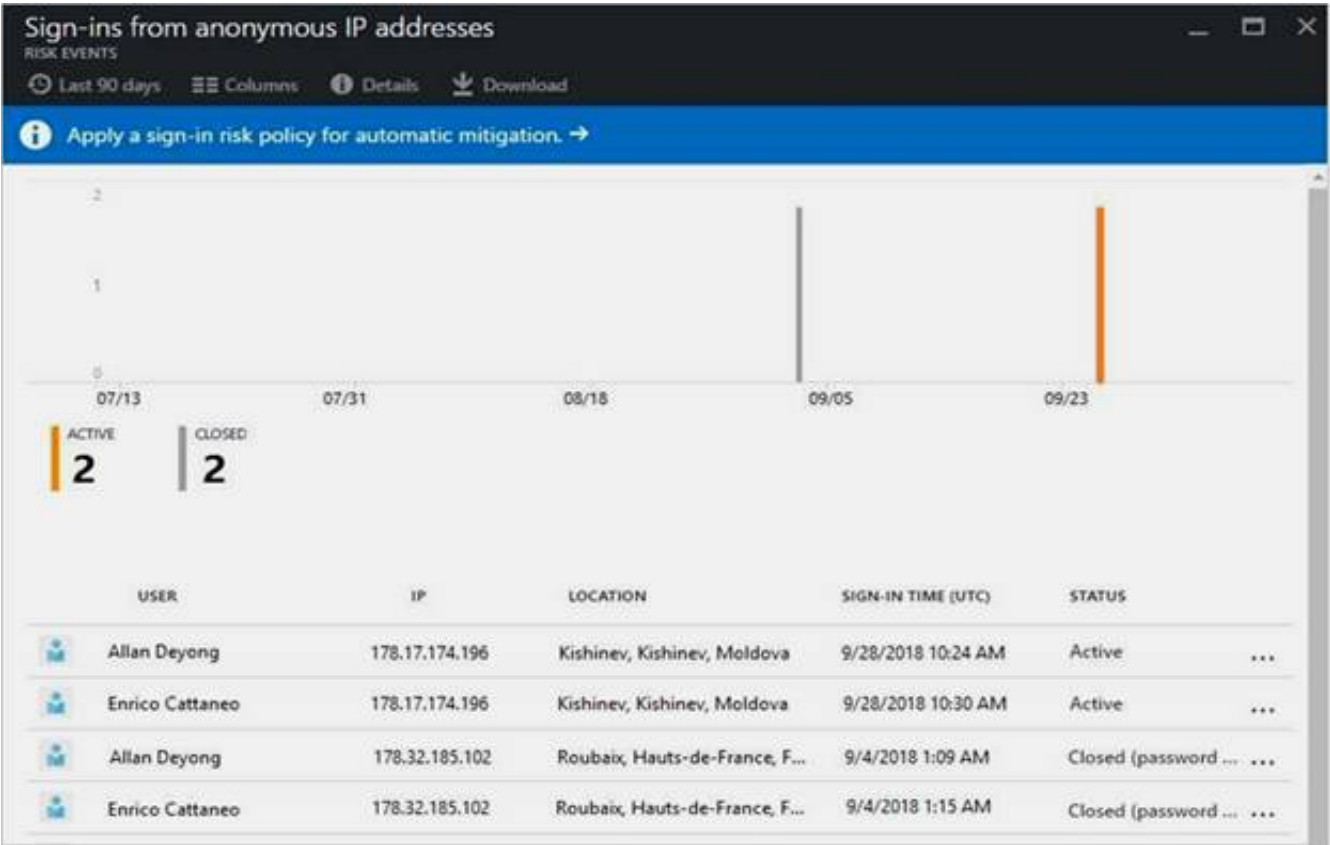 Sign-ins from anonymous IP addresses
RISK EVENTS
Last 90 days Columns Details Download
Apply a sign-in risk policy for automatic mitigation. →
2
1
0
07/13 07/31 08/18 09/05 09/23
ACTIVE CLOSED
2 2
USER IP LOCATION SIGN-IN TIME (UTC) STATUS
Allan Deyong 178.17.174.196 Kishinev, Kishinev, Moldova 9/28/2018 10:24 AM Active ...
Enrico Cattaneo 178.17.174.196 Kishinev, Kishinev, Moldova 9/28/2018 10:30 AM Active ...
Allan Deyong 178.32.185.102 Roubaix, Hauts-de-France, F... 9/4/2018 1:09 AM Closed (password ... ...
Enrico Cattaneo 178.32.185.102 Roubaix, Hauts-de-France, F... 9/4/2018 1:15 AM Closed (password ... ...